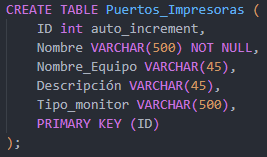 CREATE TABLE Puertos_Impresoras (
    ID int auto_increment,
    Nombre VARCHAR(500) NOT NULL,
    Nombre_Equipo VARCHAR(45),
    Descripción VARCHAR(45),
    Tipo_monitor VARCHAR(500),
    PRIMARY KEY (ID)
);